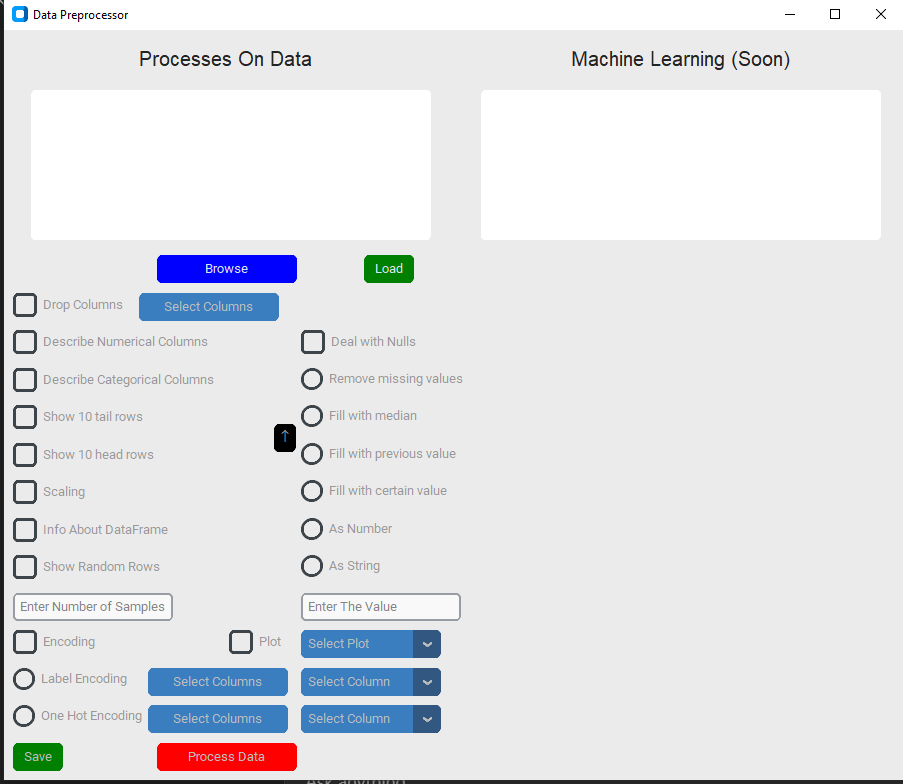 Data Preprocessor
Processes On Data
Machine Learning (Soon)
Browse
Load
Drop Columns
Select Columns
Describe Numerical Columns
Deal with Nulls
Describe Categorical Columns
Remove missing values
Show 10 tail rows
Fill with median
↑
Show 10 head rows
Fill with previous value
Scaling
Fill with certain value
Info About DataFrame
As Number
Show Random Rows
As String
Enter Number of Samples
Enter The Value
Encoding
Plot
Select Plot
Label Encoding
Select Columns
Select Column
One Hot Encoding
Select Columns
Select Column
Save
Process Data
Ask anything